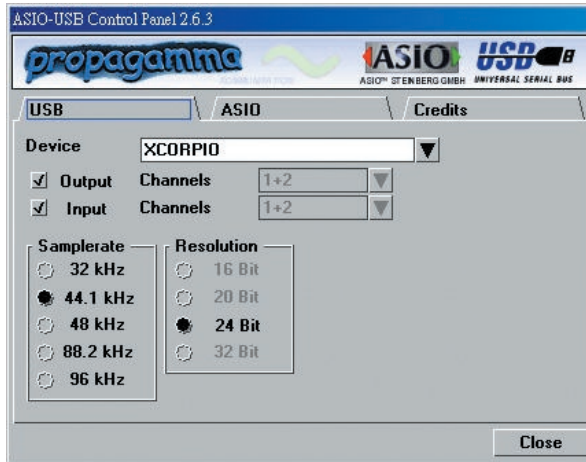 ASIO-USB Control Panel 2.6.3
propagamma
ASIO
ASIO™ STEINBERG GMBH
USB
UNIVERSAL SERIAL BUS
USB
ASIO
Credits
Device
XCORPIO
Output
Channels
1+2
Input
Channels
1+2
Samplerate
32 kHz
44.1 kHz
48 kHz
88.2 kHz
96 kHz
Resolution
16 Bit
20 Bit
24 Bit
32 Bit
Close